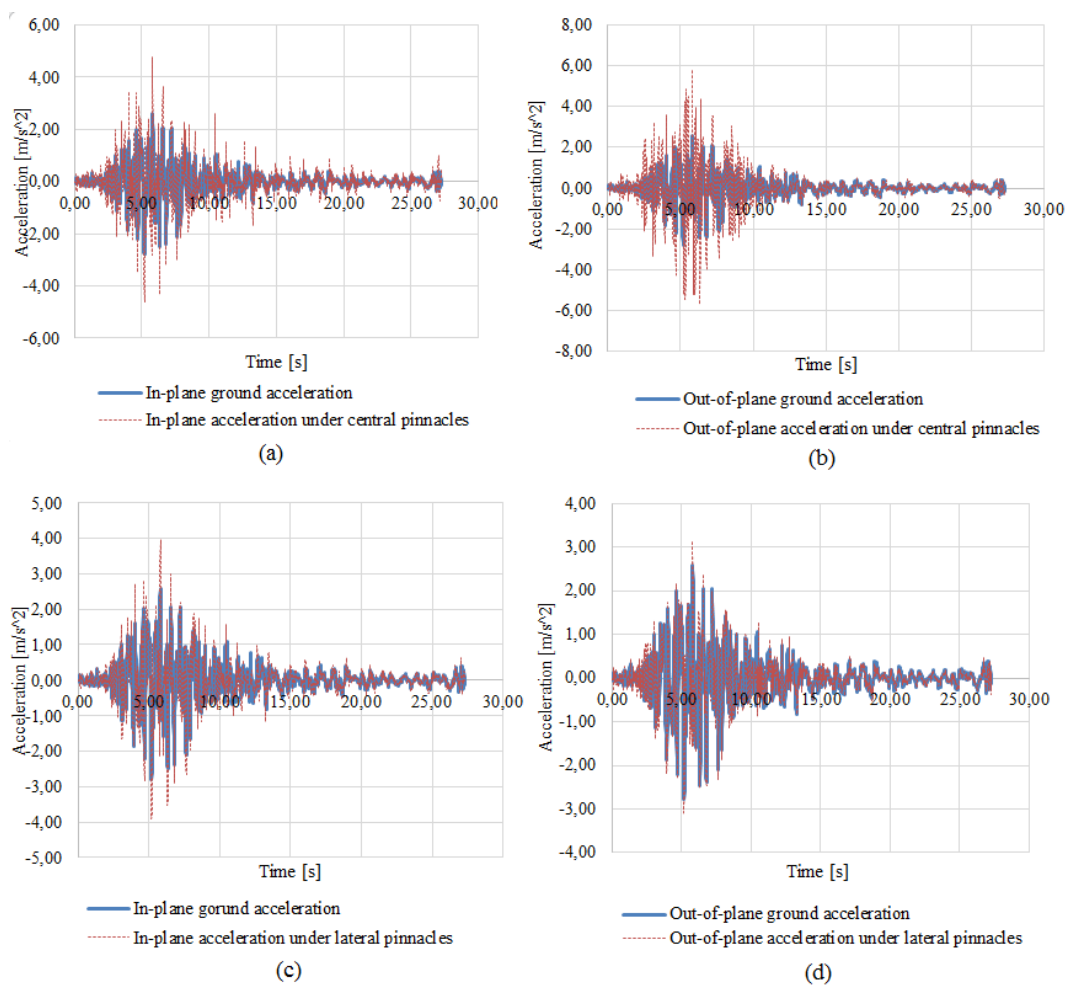 6,00
4,00
2,00
0,00
-2,00
-4,00
-6,00
0,00 5,00 10,00 15,00 20,00 25,00 30,00
Acceleration [m/s^2]
Time [s]
In-plane ground acceleration
In-plane acceleration under central pinnacles
(a)
8,00
6,00
4,00
2,00
0,00
-2,00
-4,00
-6,00
-8,00
0,00 5,00 10,00 15,00 20,00 25,00 30,00
Acceleration [m/s^2]
Time [s]
Out-of-plane ground acceleration
Out-of-plane acceleration under central pinnacles
(b)
5,00
4,00
3,00
2,00
1,00
0,00
-1,00
-2,00
-3,00
-4,00
-5,00
0,00 5,00 10,00 15,00 20,00 25,00 30,00
Acceleration [m/s^2]
Time [s]
In-plane gorund acceleration
In-plane acceleration under lateral pinnacles
(c)
4,00
3,00
2,00
1,00
0,00
-1,00
-2,00
-3,00
-4,00
0,00 5,00 10,00 15,00 20,00 25,00 30,00
Acceleration [m/s^2]
Time [s]
Out-of-plane ground acceleration
Out-of-plane acceleration under lateral pinnacles
(d)